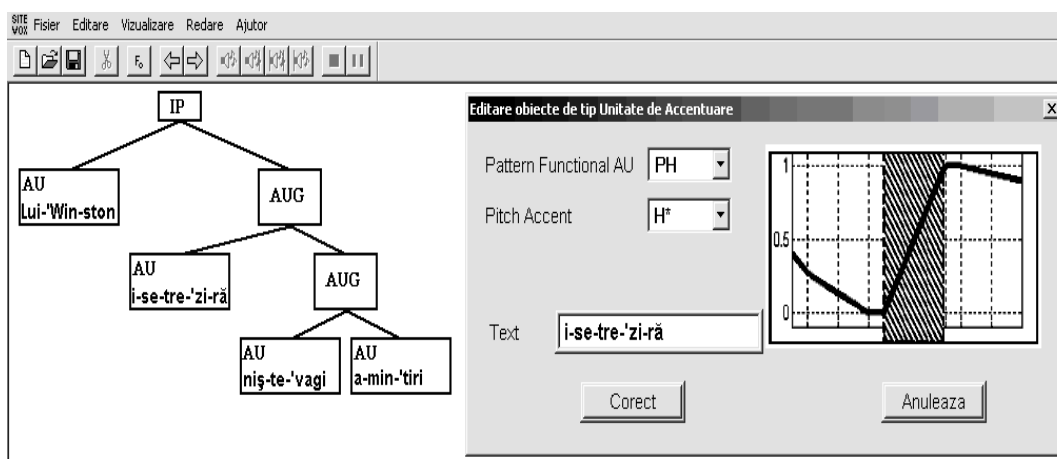 SITE VOX Fisier Editare Vizualizare Redare Ajutor
F₀
IP
AU
Lui-'Win-ston
AUG
AU
i-se-tre-'zi-ră
AUG
AU
niş-te-'vagi
AU
a-min-'tiri
Editare obiecte de tip Unitate de Accentuare
Pattern Functional AU PH
Pitch Accent H*
Text i-se-tre-'zi-ră
1
0.5
0
Corect Anuleaza